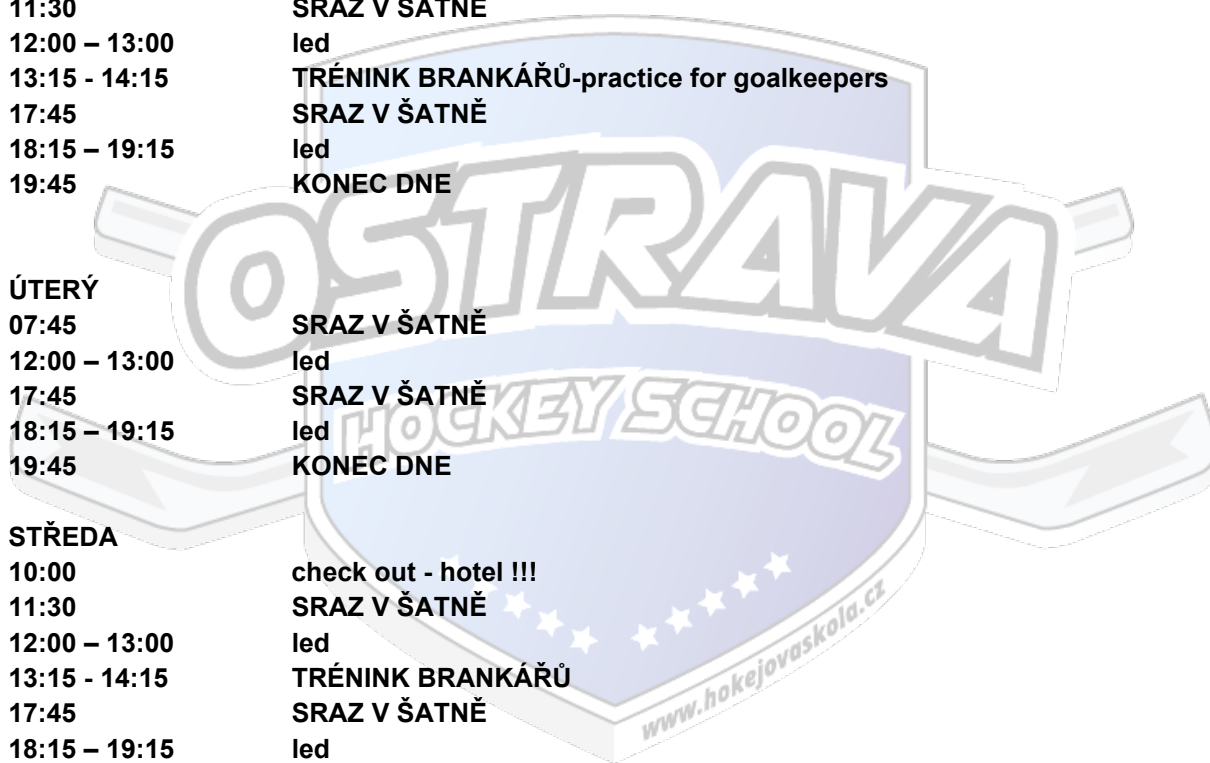 11:30 SRAZ V ŠATNĚ
12:00 – 13:00 led
13:15 - 14:15 TRÉNINK BRANKÁŘŮ-practice for goalkeepers
17:45 SRAZ V ŠATNĚ
18:15 – 19:15 led
19:45 KONEC DNE
OSTRAVA
ÚTERÝ
07:45 SRAZ V ŠATNĚ
12:00 – 13:00 led
17:45 SRAZ V ŠATNĚ
HOCKEY SCHOOL
18:15 – 19:15 led
19:45 KONEC DNE
STŘEDA
10:00 check out - hotel !!!
11:30 SRAZ V ŠATNĚ
12:00 – 13:00 led
13:15 - 14:15 TRÉNINK BRANKÁŘŮ
www.hokejovaskola.cz
17:45 SRAZ V ŠATNĚ
18:15 – 19:15 led